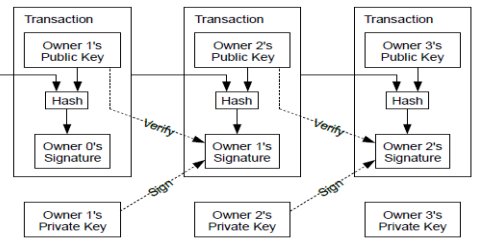 Transaction
Owner 1's
Public Key
Hash
Owner 0's
Signature
Transaction
Owner 2's
Public Key
Hash
Verify
Owner 1's
Signature
Transaction
Owner 3's
Public Key
Hash
Verify
Owner 2's
Signature
Sign
Sign
Owner 1's
Private Key
Owner 2's
Private Key
Owner 3's
Private Key